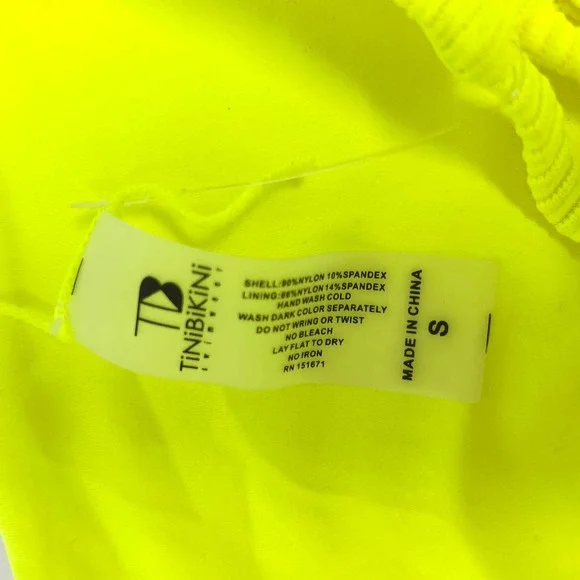 TB
TiNiBiKiNi
SWIMWEAR
SHELL:90%NYLON 10%SPANDEX
LINING:86%NYLON 14%SPANDEX
HAND WASH COLD
WASH DARK COLOR SEPARATELY
DO NOT WRING OR TWIST
NO BLEACH
LAY FLAT TO DRY
NO IRON
RN 151671
MADE IN CHINA
S